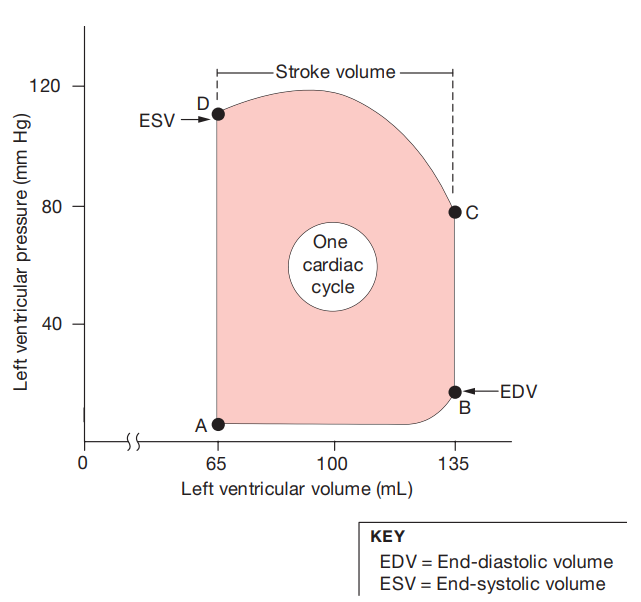 Stroke volume
120
D
ESV
C
80
One
cardiac
cycle
Left ventricular pressure (mm Hg)
40
EDV
B
A
0
65
100
135
Left ventricular volume (mL)
KEY
EDV = End-diastolic volume
ESV = End-systolic volume